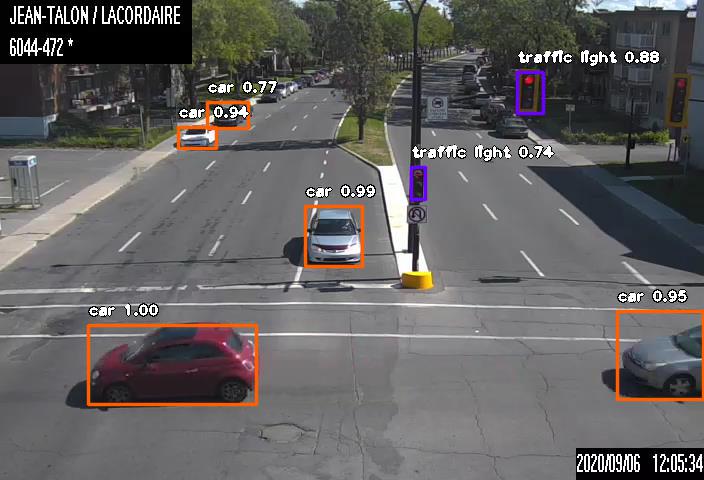 JEAN-TALON / LACORDAIRE
6044-472 *
traffic light 0.88
car 0.77
car 0.94
traffic light 0.74
car 0.99
car 0.95
car 1.00
2020/09/06 12:05:34